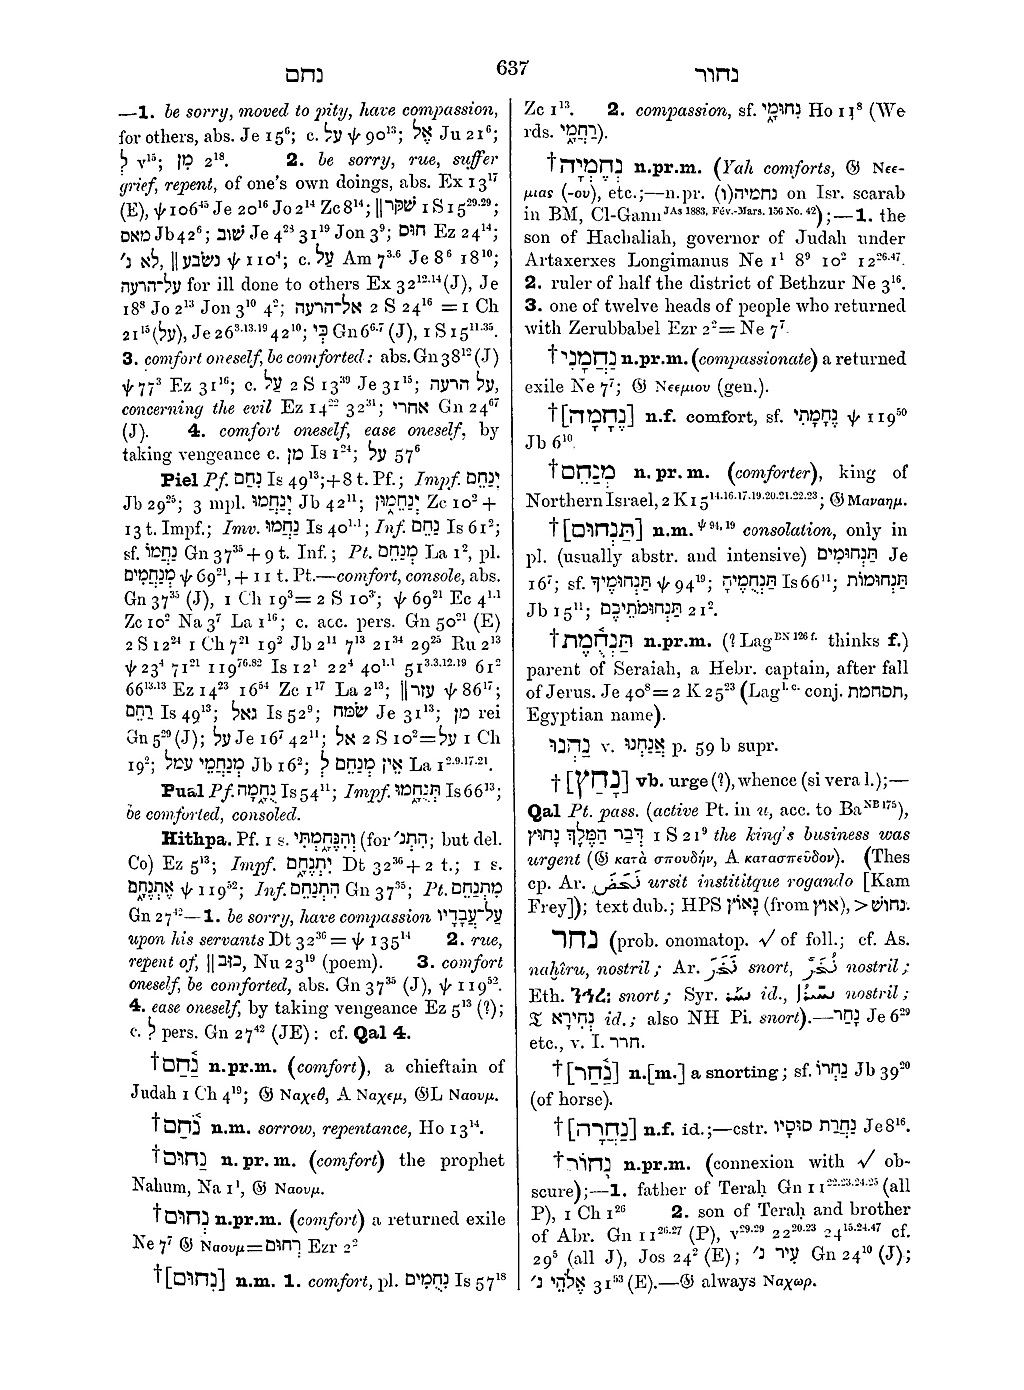 נחם
637
נחור
—1. be sorry, moved to pity, have compassion,
for others, abs. Je 15⁶; c. עַל ψ 90¹³; אֶל Ju 21⁶;
לְ v¹⁵; מִן 2¹⁸. 2. be sorry, rue, suffer
grief, repent, of one's own doings, abs. Ex 13¹⁷
(E), ψ 106⁴⁵ Je 20¹⁶ Jo 2¹⁴ Zc 8¹⁴; ||שׁקר 1 S 15²⁹·²⁹;
מאס Jb 42⁶; שׁוב Je 4²⁸ 31¹⁹ Jon 3⁹; חוס Ez 24¹⁴;
לא נ׳, || נשׁבע ψ 110⁴; c. עַל Am 7³·⁶ Je 8⁶ 18¹⁰;
על־הרעה for ill done to others Ex 32¹²·¹⁴ (J), Je
18⁸ Jo 2¹³ Jon 3¹⁰ 4²; אל־הרעה 2 S 24¹⁶ = 1 Ch
21¹⁵ (על), Je 26³·¹³·¹⁹ 42¹⁰; כִּי Gn 6⁶·⁷ (J), 1 S 15¹¹·³⁵.
3. comfort oneself, be comforted: abs. Gn 38¹² (J)
ψ 77³ Ez 31¹⁶; c. עַל 2 S 13³⁹ Je 31¹⁵; על הרעה,
concerning the evil Ez 14²² 32³¹; אחרי Gn 24⁶⁷
(J). 4. comfort oneself, ease oneself, by
taking vengeance c. מן Is 1²⁴; על 57⁶
Piel Pf. נִחַם Is 49¹³; + 8 t. Pf.; Impf. יְנַחֵם
Jb 29²⁵; 3 mpl. יְנַחֲמוּ Jb 42¹¹; יְנַחֵמוּן Zc 10² +
13 t. Impf.; Imv. נַחֲמוּ Is 40¹·¹; Inf. נַחֵם Is 61²;
sf. נַחֲמוֹ Gn 37³⁵ + 9 t. Inf.; Pt. מְנַחֵם La 1², pl.
מְנַחֲמִים ψ 69²¹, + 11 t. Pt.—comfort, console, abs.
Gn 37³⁵ (J), 1 Ch 19³ = 2 S 10³; ψ 69²¹ Ec 4¹·¹
Zc 10² Na 3⁷ La 1¹⁶; c. acc. pers. Gn 50²¹ (E)
2 S 12²⁴ 1 Ch 7²¹ 19² Jb 2¹¹ 7¹³ 21³⁴ 29²⁵ Ru 2¹³
ψ 23⁴ 71²¹ 119⁷⁶·⁸² Is 12¹ 22⁴ 40¹·¹ 51³·³·¹²·¹⁹ 61²
66¹³·¹³ Ez 14²³ 16⁵⁴ Zc 1¹⁷ La 2¹³; ||עזר ψ 86¹⁷;
רחם Is 49¹³; גאל Is 52⁹; שׂמח Je 31¹³; מן rei
Gn 5²⁹ (J); על Je 16⁷ 42¹¹; אל 2 S 10² = על 1 Ch
19²; מְנַחֲמֵי עמל Jb 16²; אֵין מְנַחֵם לְ La 1²·⁹·¹⁷·²¹.
Pual Pf. נֻחָמָה Is 54¹¹; Impf. תְּנֻחָמוּ Is 66¹³;
be comforted, consoled.
Hithpa. Pf. 1 s. וְהִנֶּחָמְתִּי (for הִתְנ׳; but del.
Co) Ez 5¹³; Impf. יִתְנֶחָם Dt 32³⁶ + 2 t.; 1 s.
אֶתְנֶחָם ψ 119⁵²; Inf. הִתְנַחֵם Gn 37³⁵; Pt. מִתְנַחֵם
Gn 27⁴²—1. be sorry, have compassion עַל־עֲבָדָיו
upon his servants Dt 32³⁶ = ψ 135¹⁴ 2. rue,
repent of, || כּזּב, Nu 23¹⁹ (poem). 3. comfort
oneself, be comforted, abs. Gn 37³⁵ (J), ψ 119⁵².
4. ease oneself, by taking vengeance Ez 5¹³ (?);
c. לְ pers. Gn 27⁴² (JE): cf. Qal 4.
†נַ֫חַם n.pr.m. (comfort), a chieftain of
Judah 1 Ch 4¹⁹; 𝔊 Ναχεθ, A Ναχεμ, 𝔊L Ναουμ.
†נֹ֫חַם n.m. sorrow, repentance, Ho 13¹⁴.
†נַחוּם n. pr. m. (comfort) the prophet
Nahum, Na 1¹, 𝔊 Ναουμ.
†נְחוּם n.pr.m. (comfort) a returned exile
Ne 7⁷ 𝔊 Ναουμ = רְחוּם Ezr 2²
†[נִחוּם] n.m. 1. comfort, pl. נִחֻמִים Is 57¹⁸
Zc 1¹³. 2. compassion, sf. נִחוּמָי Ho 11⁸ (We
rds. רַחֲמָי).
†נְחֶמְיָה n.pr.m. (Yah comforts, 𝔊 Νεε-
μιας (-ου), etc.;—n.pr. נחמיה(ו) on Isr. scarab
in BM, Cl-Gann JAs 1883, Fév.-Mars. 156 No. 42);—1. the
son of Hachaliah, governor of Judah under
Artaxerxes Longimanus Ne 1¹ 8⁹ 10² 12²⁶·⁴⁷.
2. ruler of half the district of Bethzur Ne 3¹⁶.
3. one of twelve heads of people who returned
with Zerubbabel Ezr 2² = Ne 7⁷.
†נַחֲמָנִי n.pr.m. (compassionate) a returned
exile Ne 7⁷; 𝔊 Νεεμιου (gen.).
†[נֶחָמָה] n.f. comfort, sf. נֶחָמָתִי ψ 119⁵⁰
Jb 6¹⁰.
†מְנַחֵם n. pr. m. (comforter), king of
Northern Israel, 2 K 15¹⁴·¹⁶·¹⁷·¹⁹·²⁰·²¹·²²·²³; 𝔊 Μαναημ.
†[תַּנְחוּם] n.m. ψ 94, 19 consolation, only in
pl. (usually abstr. and intensive) תַּנְחוּמִים Je
16⁷; sf. תַּנְחוּמֶיךָ ψ 94¹⁹; תַּנְחֻמֶיהָ Is 66¹¹; תַּנְחוּמוֹת
Jb 15¹¹; תַּנְחוּמֹתֵיכֶם 21².
†תַּנְחֻ֫מֶת n.pr.m. (? Lag BN 126 f. thinks f.)
parent of Seraiah, a Hebr. captain, after fall
of Jerus. Je 40⁸ = 2 K 25²³ (Lag l. c. conj. תחמת,
Egyptian name).
נַחְנוּ v. אֲנַחְנוּ p. 59 b supr.
†[נָחַץ] vb. urge (?), whence (si vera l.);—
Qal Pt. pass. (active Pt. in u, acc. to Ba NB 175),
דְּבַר הַמֶּלֶךְ נָחוּץ 1 S 21⁹ the king's business was
urgent (𝔊 κατὰ σπουδήν, A κατασπεῦδον). (Thes
cp. Ar. نَحَضَ ursit instititque rogando [Kam
Frey]); text dub.; HPS נָאוֹץ (from אוץ), > נחושׁ.
נחר (prob. onomatop. √ of foll.; cf. As.
naḫîru, nostril; Ar. نَخَرَ snort, نُخَر nostril;
Eth. ነኀረ: snort; Syr. id., nostril;
𝔗 נְחִירָא id.; also NH Pi. snort).—נָחַר Je 6²⁹
etc., v. I. חרר.
†[נַ֫חַר] n.[m.] a snorting; sf. נַחְרוֹ Jb 39²⁰
(of horse).
†[נַחֲרָה] n.f. id.;—cstr. נַחְרַת סוּסָיו Je 8¹⁶.
†נָחוֹר n.pr.m. (connexion with √ ob-
scure);—1. father of Teraḥ Gn 11²²·²³·²⁴·²⁵ (all
P), 1 Ch 1²⁶ 2. son of Teraḥ and brother
of Abr. Gn 11²⁶·²⁷ (P), v²⁹·²⁹ 22²⁰·²³ 24¹⁵·²⁴·⁴⁷ cf.
29⁵ (all J), Jos 24² (E); עִיר נ׳ Gn 24¹⁰ (J);
אֱלֹהֵי נ׳ 31⁵³ (E).—𝔊 always Ναχωρ.